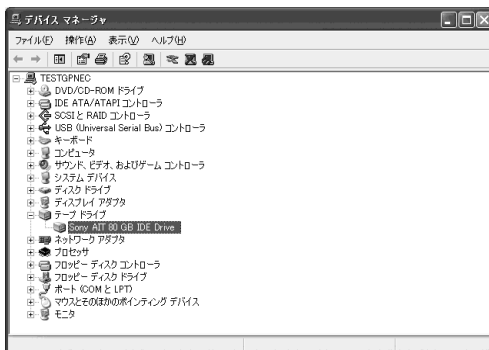 デバイス マネージャ
ファイル(F) 操作(A) 表示(V) ヘルプ(H)
TESTGPNEC
DVD/CD-ROM ドライブ
IDE ATA/ATAPI コントローラ
SCSI と RAID コントローラ
USB (Universal Serial Bus) コントローラ
キーボード
コンピュータ
サウンド、ビデオ、およびゲーム コントローラ
システム デバイス
ディスク ドライブ
ディスプレイ アダプタ
テープ ドライブ
Sony AIT 80 GB IDE Drive
ネットワーク アダプタ
プロセッサ
フロッピー ディスク コントローラ
フロッピー ディスク ドライブ
ポート (COM と LPT)
マウスとそのほかのポインティング デバイス
モニタ